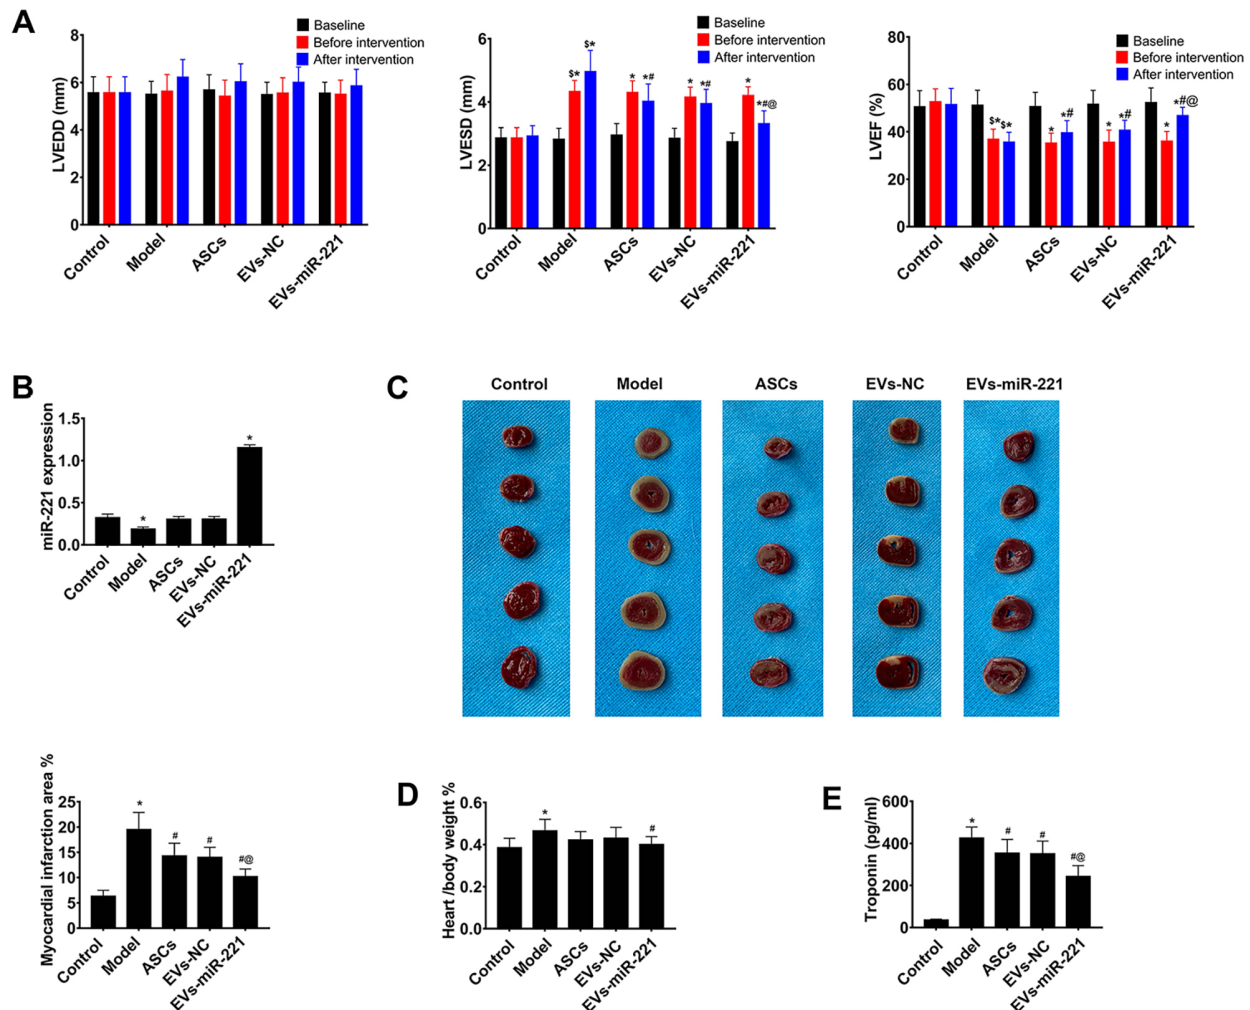 A
Baseline
Before intervention
After intervention
LVEDD (mm)
8
6
4
2
0
Control
Model
ASCs
EVs-NC
EVs-miR-221
Baseline
Before intervention
After intervention
LVESD (mm)
6
4
2
0
$*
$*
*
*#
*
*#
*
*#@
Control
Model
ASCs
EVs-NC
EVs-miR-221
Baseline
Before intervention
After intervention
LVEF (%)
80
60
40
20
0
$*
$*
*
*#
*
*#
*
*#@
Control
Model
ASCs
EVs-NC
EVs-miR-221
B
miR-221 expression
1.5
1.0
0.5
0.0
*
*
Control
Model
ASCs
EVs-NC
EVs-miR-221
C
Control
Model
ASCs
EVs-NC
EVs-miR-221
Myocardial infarction area %
25
20
15
10
5
0
*
#
#
#@
Control
Model
ASCs
EVs-NC
EVs-miR-221
D
Heart /body weight %
0.6
0.4
0.2
0.0
*
#
Control
Model
ASCs
EVs-NC
EVs-miR-221
E
Troponin (pg/ml)
600
400
200
0
*
#
#
#@
Control
Model
ASCs
EVs-NC
EVs-miR-221